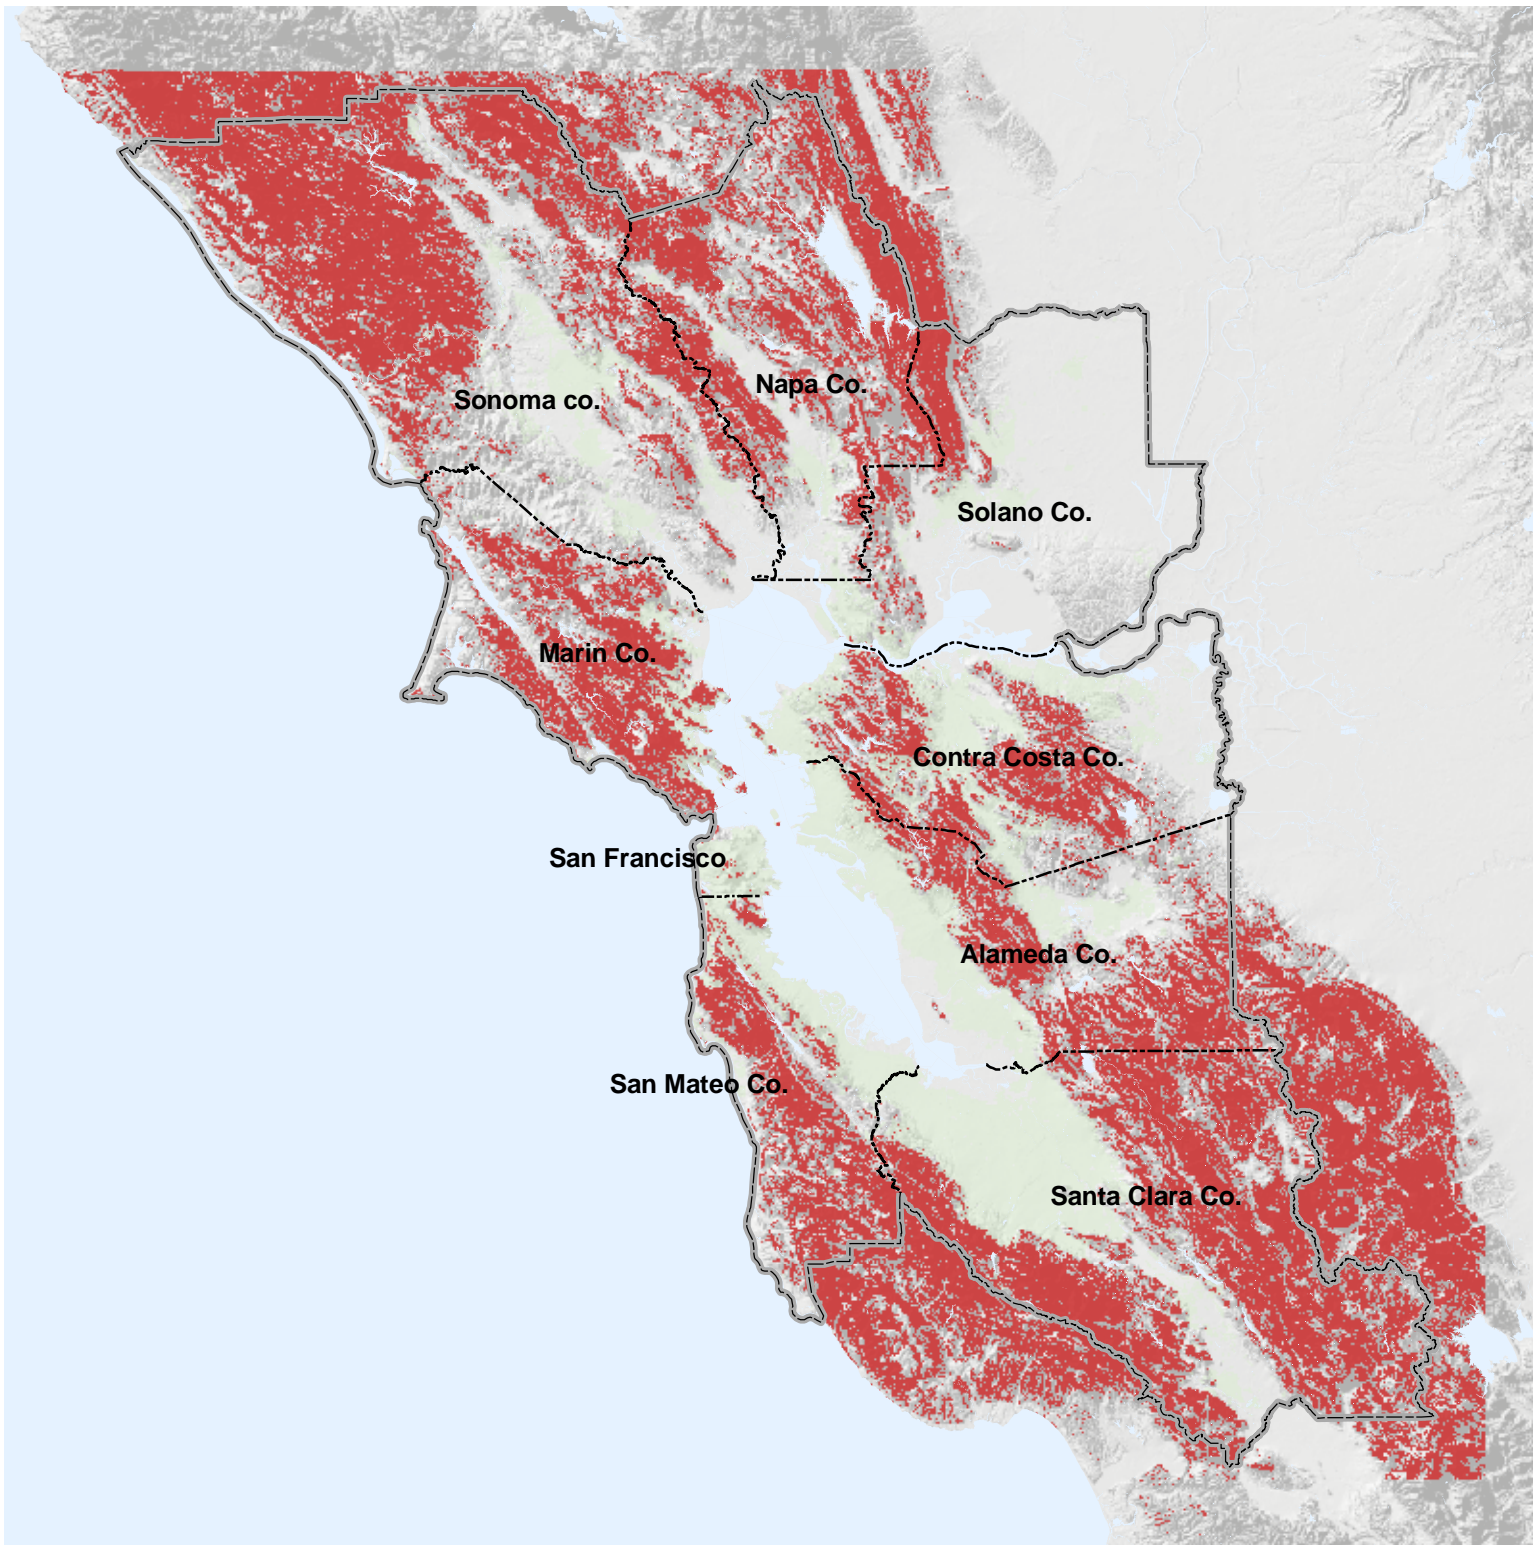 Napa Co.
Sonoma co.
Solano Co.
Marin Co.
Contra Costa Co.
San Francisco
Alameda Co.
San Mateo Co.
Santa Clara Co.